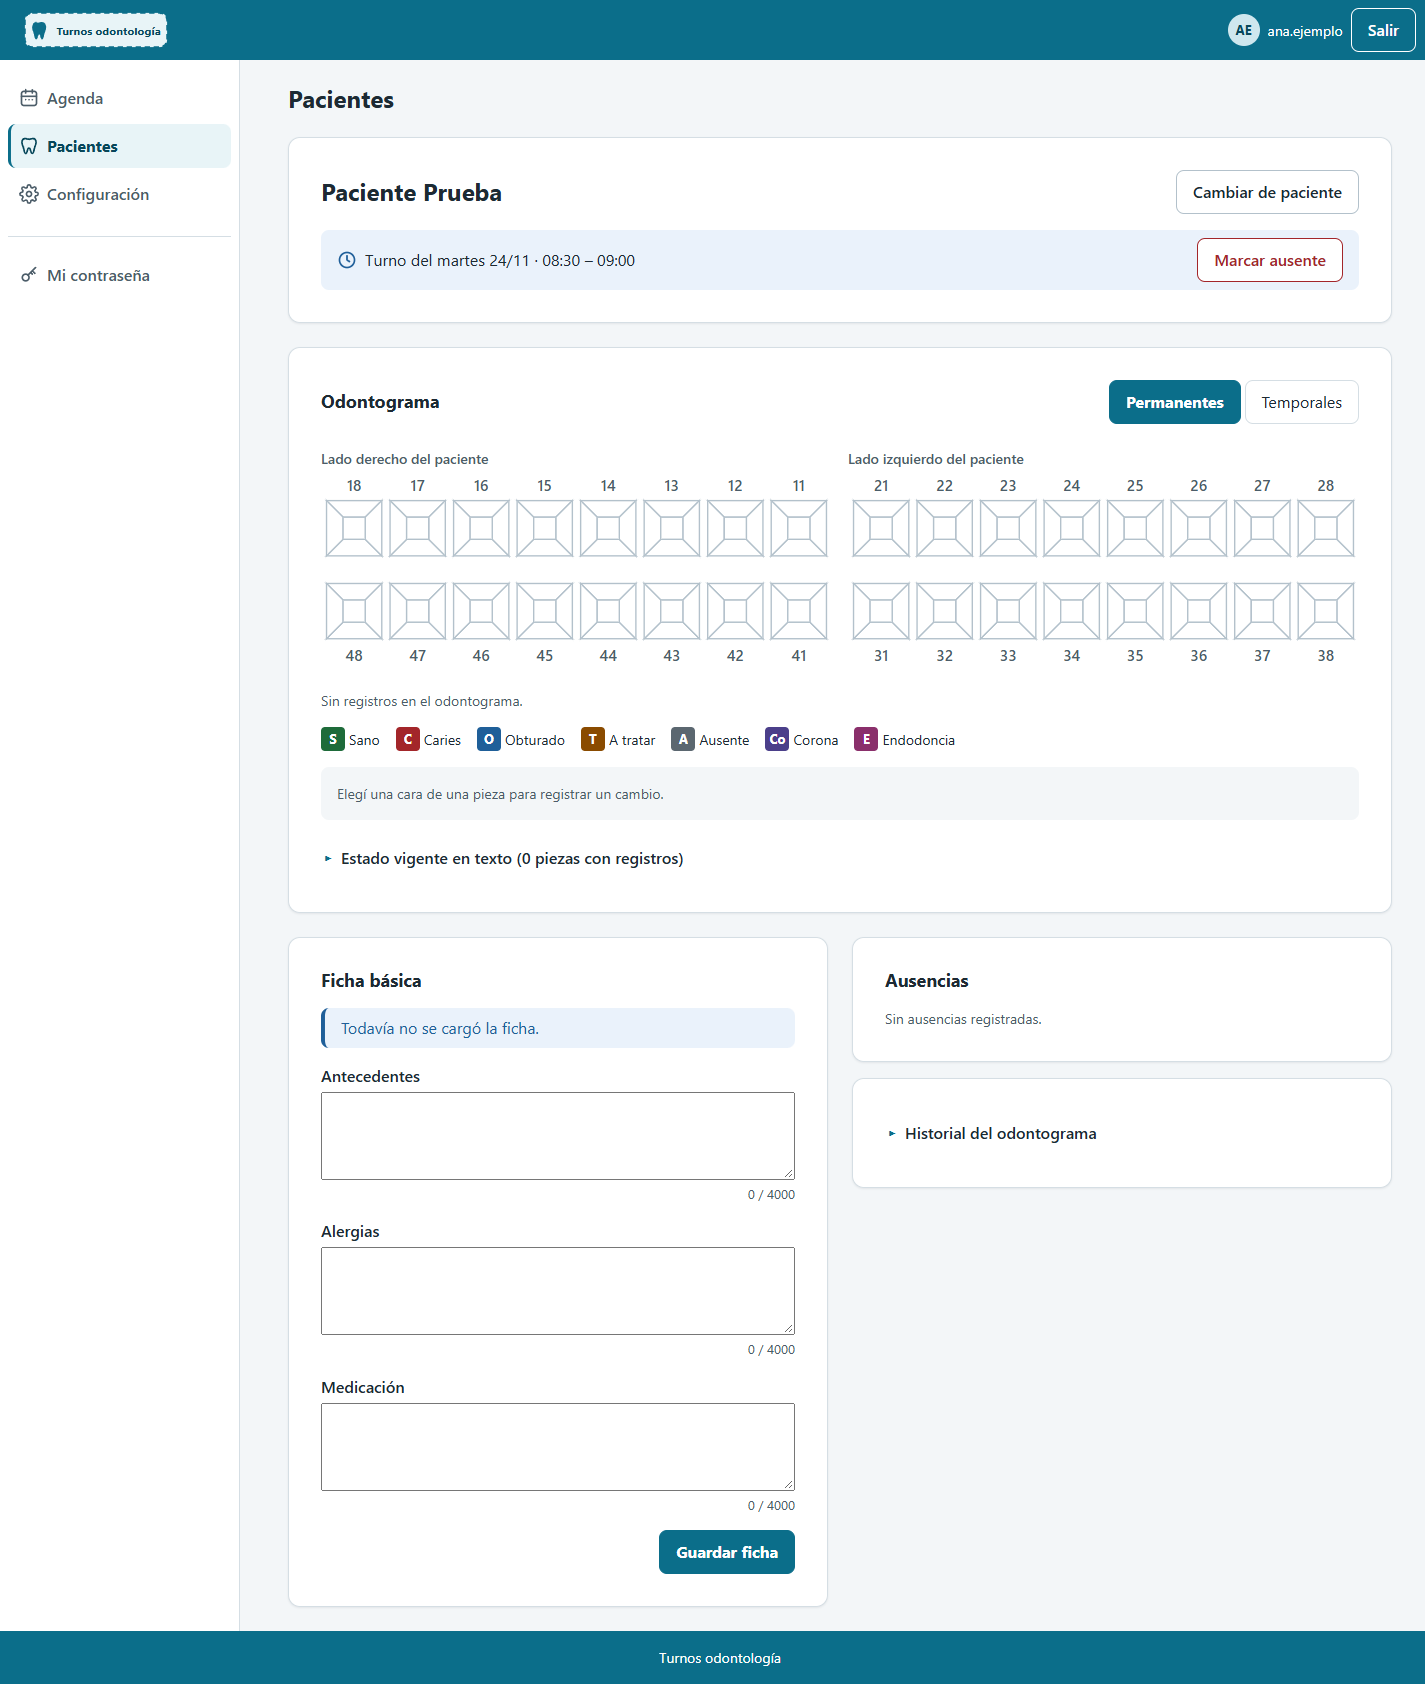 Turnos odontología
AE ana.ejemplo Salir
Agenda
Pacientes
Configuración
Mi contraseña
Pacientes
Paciente Prueba
Cambiar de paciente
Turno del martes 24/11 · 08:30 – 09:00
Marcar ausente
Odontograma
Permanentes Temporales
Lado derecho del paciente
Lado izquierdo del paciente
18 17 16 15 14 13 12 11 21 22 23 24 25 26 27 28
48 47 46 45 44 43 42 41 31 32 33 34 35 36 37 38
Sin registros en el odontograma.
S Sano C Caries O Obturado T A tratar A Ausente Co Corona E Endodoncia
Elegí una cara de una pieza para registrar un cambio.
Estado vigente en texto (0 piezas con registros)
Ficha básica
Todavía no se cargó la ficha.
Antecedentes
0 / 4000
Alergias
0 / 4000
Medicación
0 / 4000
Guardar ficha
Ausencias
Sin ausencias registradas.
Historial del odontograma
Turnos odontología